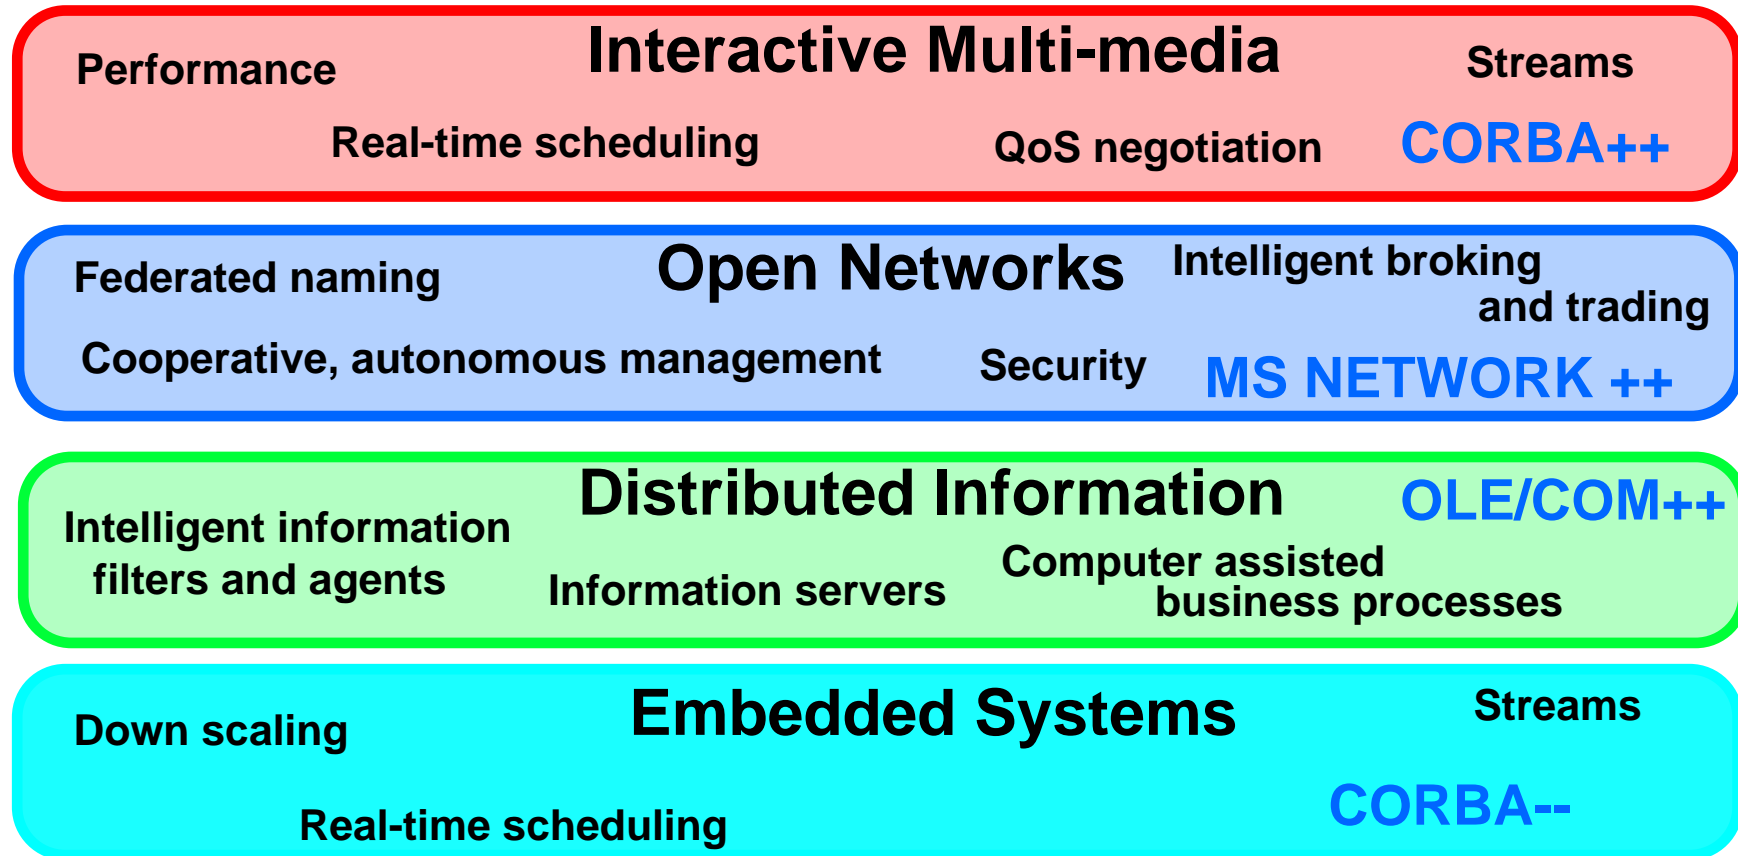 Interactive Multi-media
Performance
Streams
Real-time scheduling
QoS negotiation
CORBA++
Open Networks
Federated naming
Intelligent broking
and trading
Cooperative, autonomous management
Security
MS NETWORK ++
Distributed Information
OLE/COM++
Intelligent information
filters and agents
Information servers
Computer assisted
business processes
Embedded Systems
Down scaling
Streams
Real-time scheduling
CORBA--